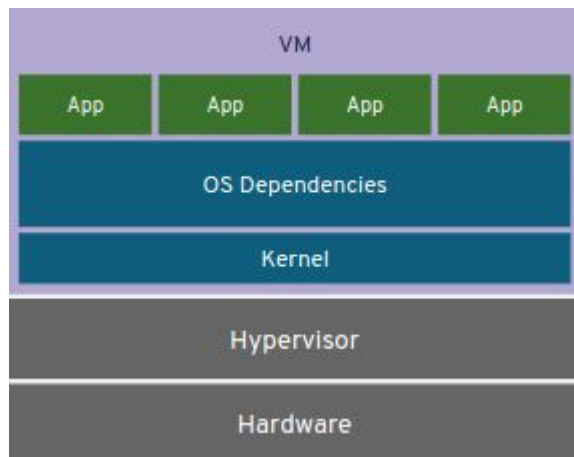 VM
App App App App
OS Dependencies
Kernel
Hypervisor
Hardware